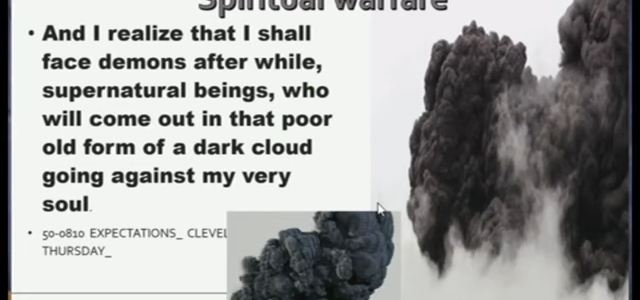 Spiritual warfare
• And I realize that I shall
face demons after while,
supernatural beings, who
will come out in that poor
old form of a dark cloud
going against my very
soul.
• 50-0810 EXPECTATIONS_
THURSDAY_